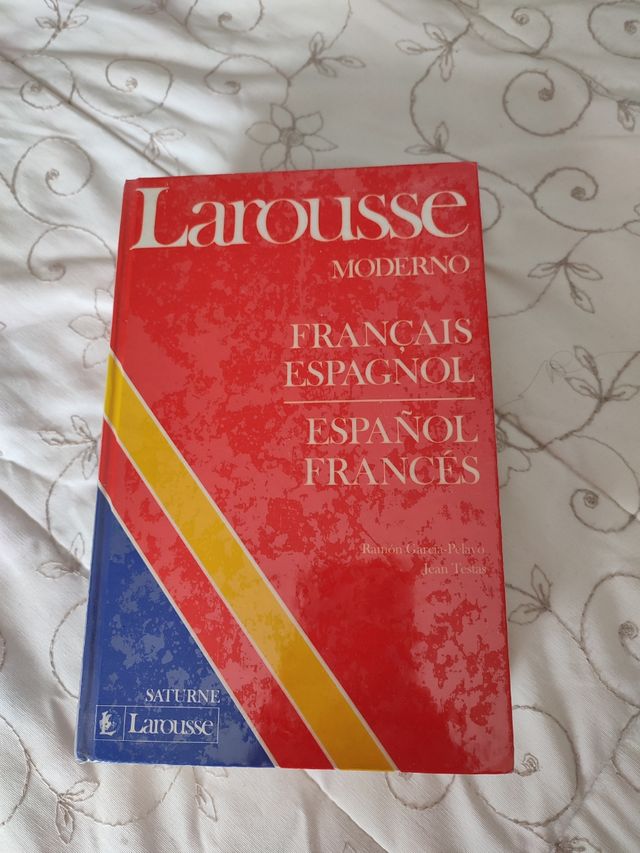 Larousse
MODERNO
FRANÇAIS
ESPAGNOL
ESPAÑOL
FRANCÉS
Ramón García-Pelayo
Jean Testas
SATURNE
Larousse